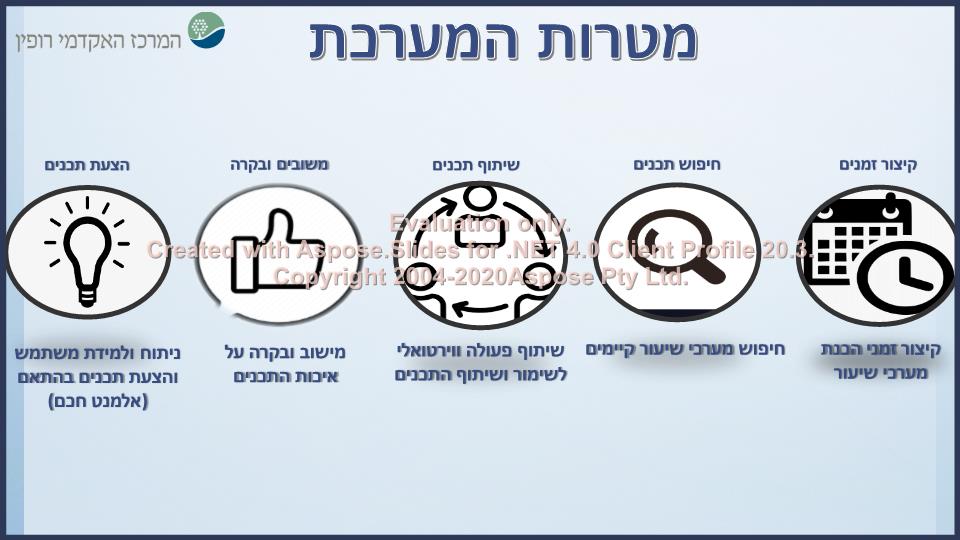 המרכז האקדמי רופין
מטרות המערכת
קיצור זמנים
חיפוש תכנים
שיתוף תכנים
משובים ובקרה
הצעת תכנים
Evaluation only.
Created with Aspose.Slides for .NET 4.0 Client Profile 20.3.
Copyright 2004-2020Aspose Pty Ltd.
קיצור זמני הכנת
מערכי שיעור
חיפוש מערכי שיעור קיימים
שיתוף פעולה ווירטואלי
לשימור ושיתוף התכנים
מישוב ובקרה על
איכות התכנים
ניתוח ולמידת משתמש
והצעת תכנים בהתאם
(אלמנט חכם)